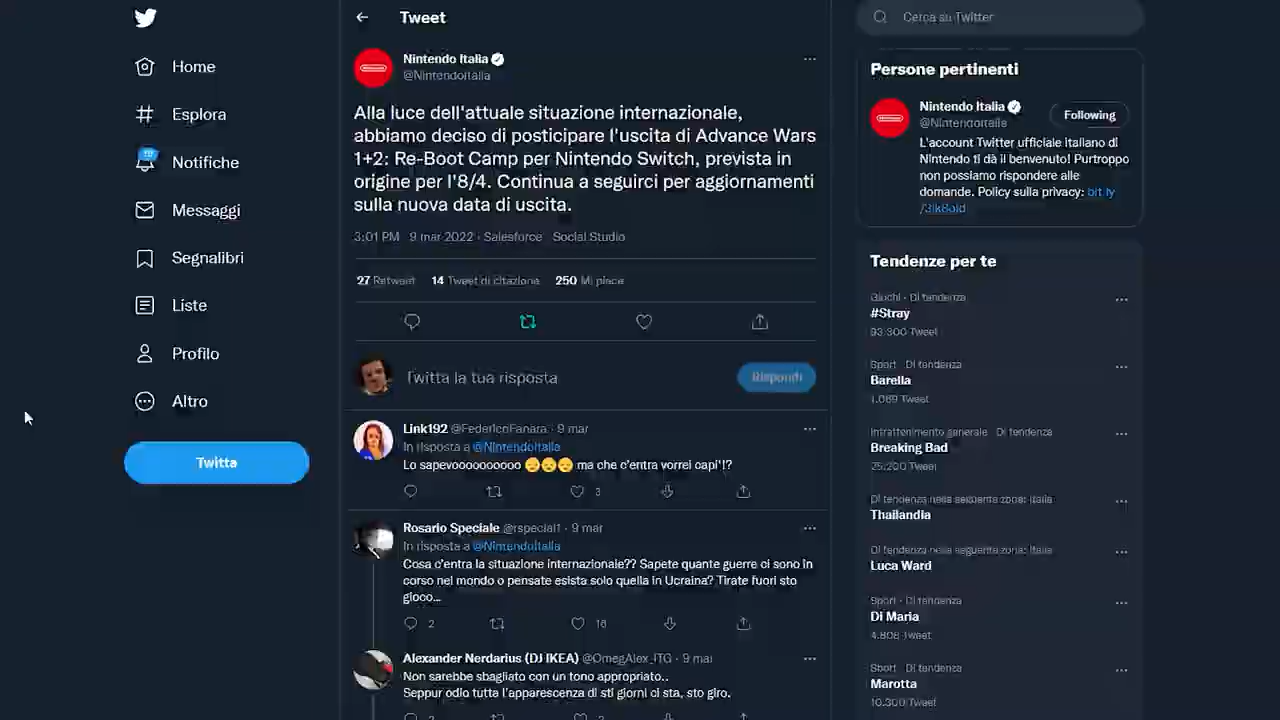 Home
Esplora
Notifiche
Messaggi
Segnalibri
Liste
Profilo
Altro
Twitta
Tweet
Nintendo Italia
@NintendoItalia
Alla luce dell'attuale situazione internazionale,
abbiamo deciso di posticipare l'uscita di Advance Wars
1+2: Re-Boot Camp per Nintendo Switch, prevista in
origine per l'8/4. Continua a seguirci per aggiornamenti
sulla nuova data di uscita.
3:01 PM · 9 mar 2022 · Salesforce - Social Studio
27 Retweet 14 Tweet di citazione 250 Mi piace
Twitta la tua risposta
Rispondi
Link192 @FedericoFanara · 9 mar
In risposta a @NintendoItalia
Lo sapevoooooooooo 😔😔😔 ma che c'entra vorrei capi'!?
3
Rosario Speciale @rspecial1 · 9 mar
In risposta a @NintendoItalia
Cosa c'entra la situazione internazionale?? Sapete quante guerre ci sono in
corso nel mondo o pensate esista solo quella in Ucraina? Tirate fuori sto
gioco...
2 16
Alexander Nerdarius (DJ IKEA) @OmegAlex_ITG · 9 mar
Non sarebbe sbagliato con un tono appropriato..
Seppur odio tutta l'apparescenza di sti giorni ci sta, sto giro.
Cerca su Twitter
Persone pertinenti
Nintendo Italia
@NintendoItalia
Following
L'account Twitter ufficiale italiano di
Nintendo ti dà il benvenuto! Purtroppo
non possiamo rispondere alle
domande. Policy sulla privacy: bit.ly
Tendenze per te
Giochi · Di tendenza
#Stray
93.300 Tweet
Sport · Di tendenza
Barella
1.089 Tweet
Intrattenimento generale · Di tendenza
Breaking Bad
25.200 Tweet
Di tendenza nella seguente zona: Italia
Thailandia
Di tendenza nella seguente zona: Italia
Luca Ward
Sport · Di tendenza
Di Maria
4.808 Tweet
Sport · Di tendenza
Marotta
10.300 Tweet